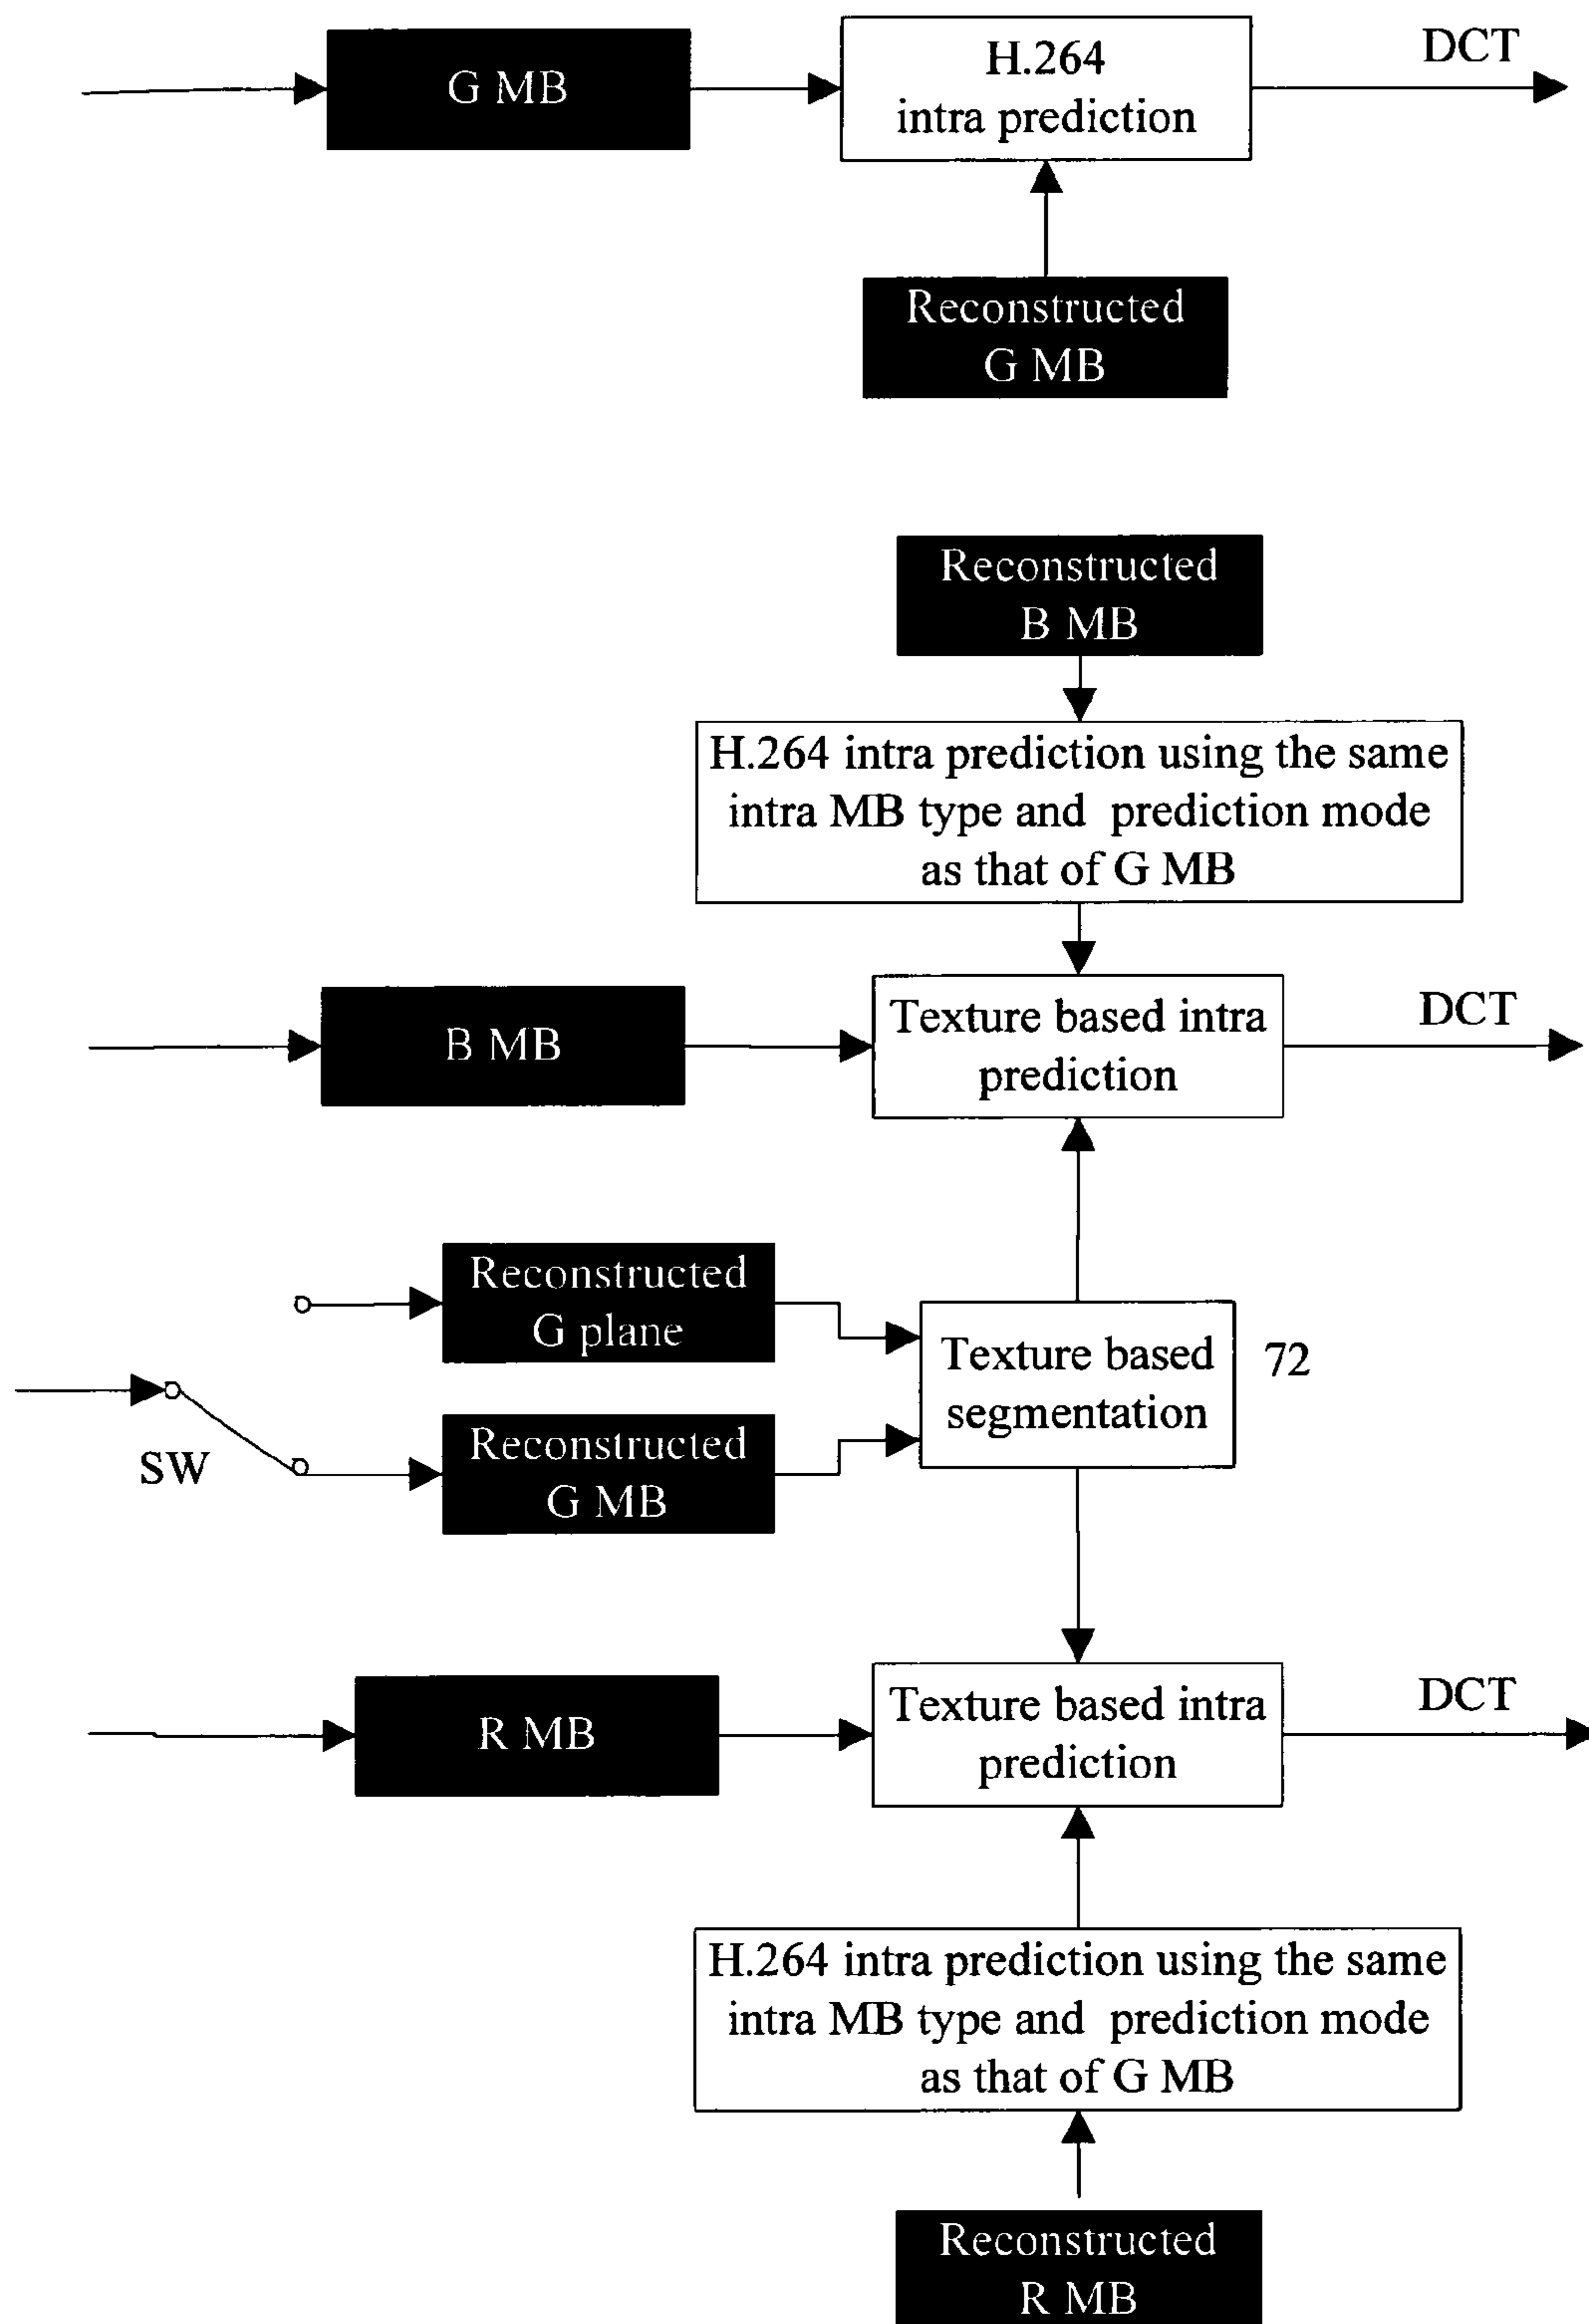 G MB
H.264
intra prediction
DCT
Reconstructed
G MB
Reconstructed
B MB
H.264 intra prediction using the same
intra MB type and prediction mode
as that of G MB
B MB
Texture based intra
prediction
DCT
Reconstructed
G plane
Texture based
segmentation
72
SW
Reconstructed
G MB
R MB
Texture based intra
prediction
DCT
H.264 intra prediction using the same
intra MB type and prediction mode
as that of G MB
Reconstructed
R MB